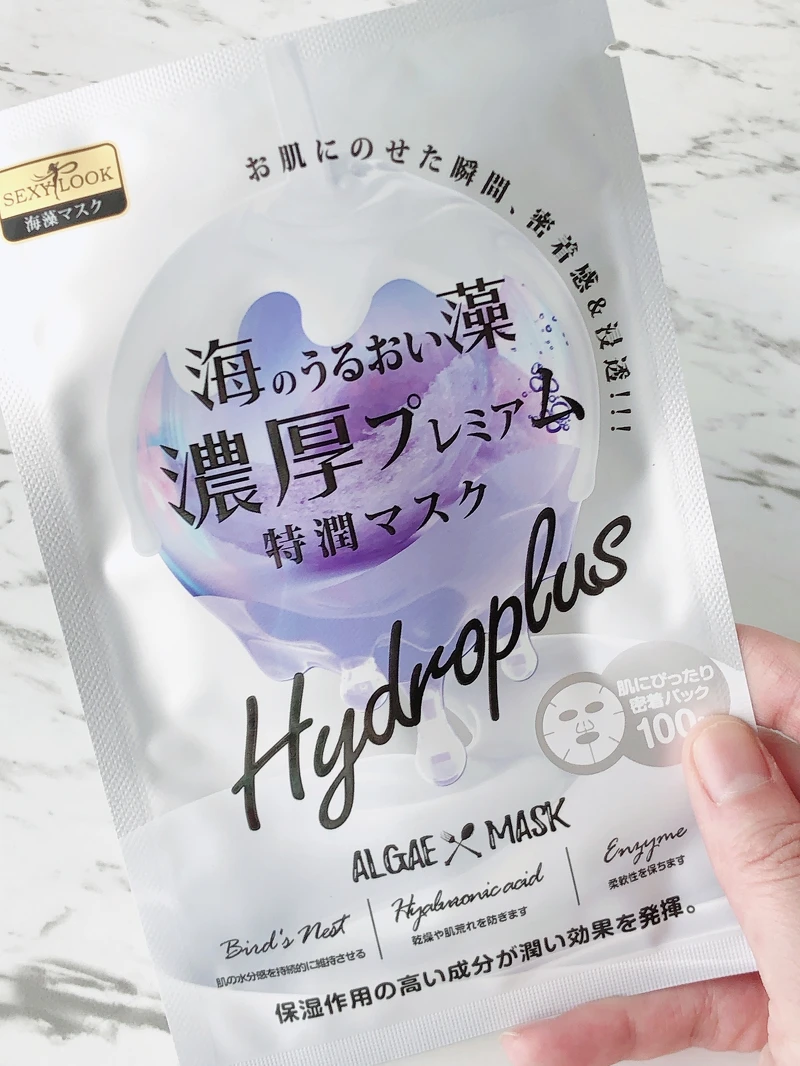 SEXYLOOK
海藻マスク
お肌にのせた瞬間、密着感&浸透!!!
海のうるおい藻
濃厚プレミアム
特潤マスク
Hydroplus
肌にぴったり
密着パック
100
ALGAE MASK
Bird's Nest
肌の水分感を持続的に維持させる
Hyaluronic acid
乾燥や肌荒れを防ぎます
Enzyme
柔軟性を保ちます
保湿作用の高い成分が潤い効果を発揮。